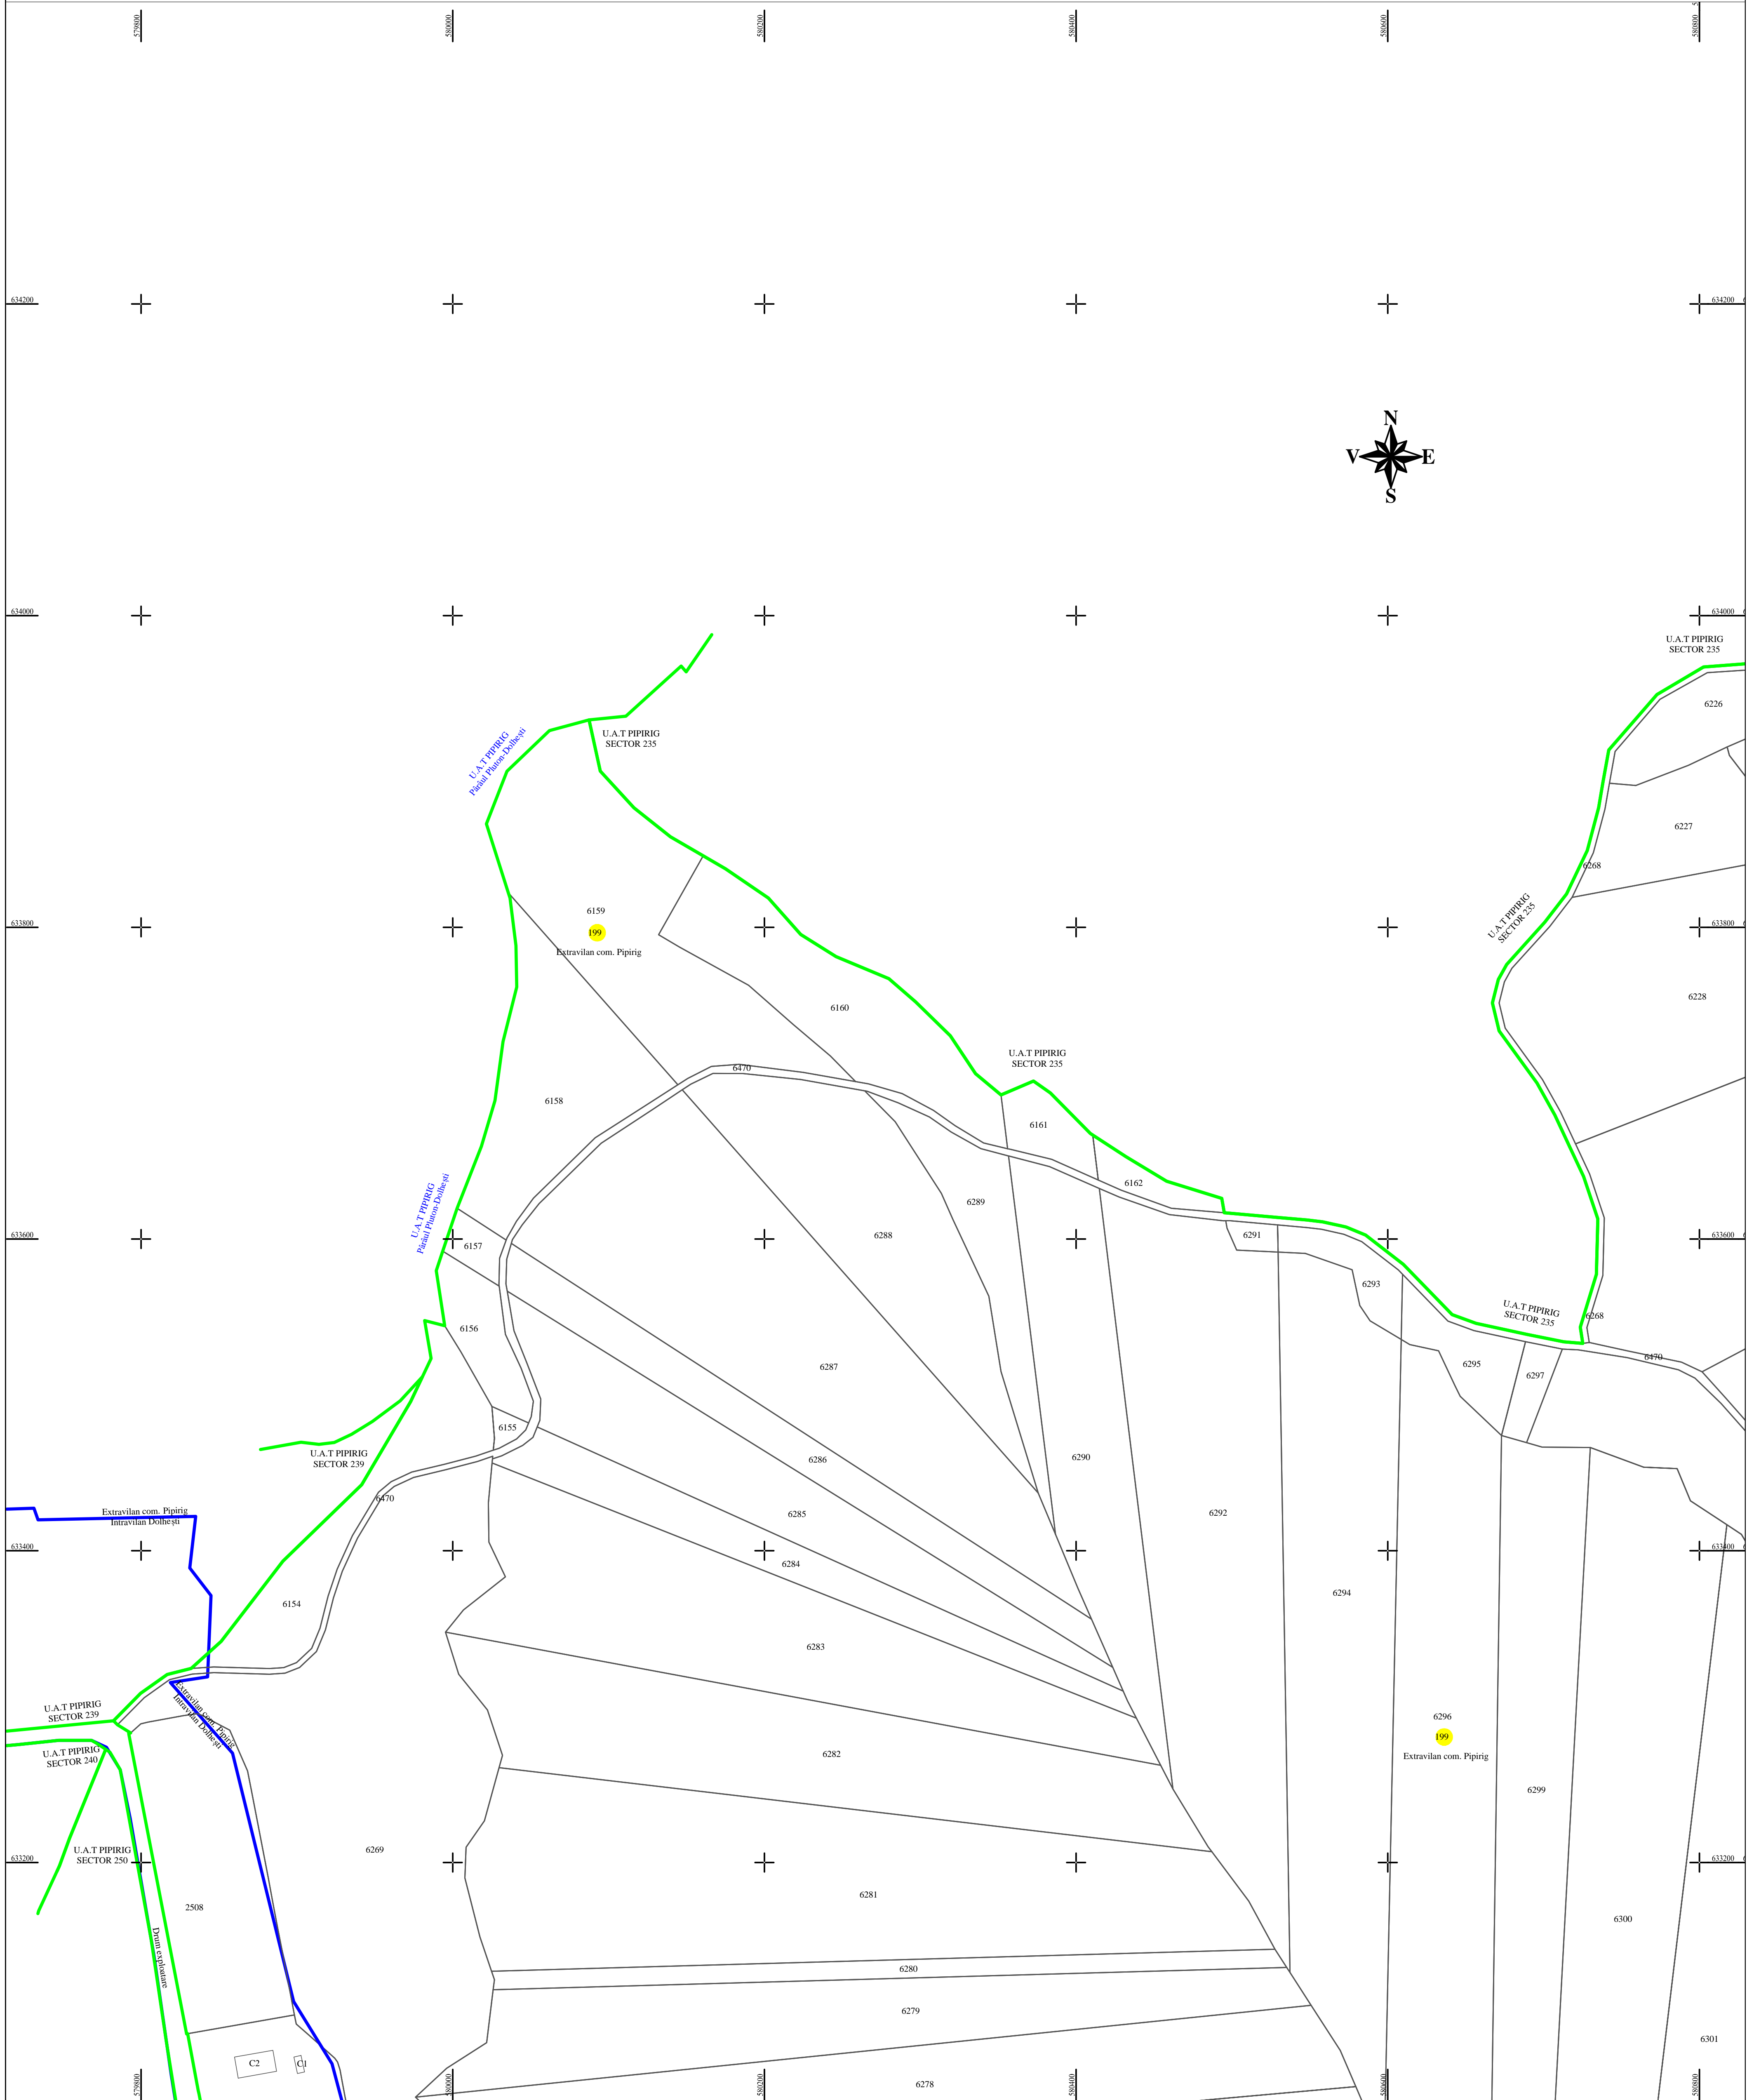 579800
580000
580200
580400
580600
580800
634200
634200
N
V E
S
634000
634000
U.A.T PIPIRIG
SECTOR 235
6226
U.A.T PIPIRIG
Pârâul Pluton-Dolhești
U.A.T PIPIRIG
SECTOR 235
6227
6268
633800
6159
199
Extravilan com. Pipirig
U.A.T PIPIRIG
SECTOR 235
633800
6228
6160
U.A.T PIPIRIG
SECTOR 235
6470
6158
6161
6162
6289
U.A.T PIPIRIG
Pârâul Pluton-Dolhești
633600
6157
6288
6291
633600
6293
U.A.T PIPIRIG
SECTOR 235
6268
6156
6470
6287
6295
6297
6155
U.A.T PIPIRIG
SECTOR 239
6286
6290
6470
Extravilan com. Pipirig
Intravilan Dolhești
6285
6292
633400
633400
6284
6154
6294
6283
Extravilan com. Pipirig
Intravilan Dolhești
U.A.T PIPIRIG
SECTOR 239
6296
199
Extravilan com. Pipirig
U.A.T PIPIRIG
SECTOR 240
6282
6299
U.A.T PIPIRIG
SECTOR 250
6269
633200
633200
6281
2508
6300
Drum exploatare
6280
6279
6301
C2
C1
6278
579800
580000
580200
580400
580600
580800